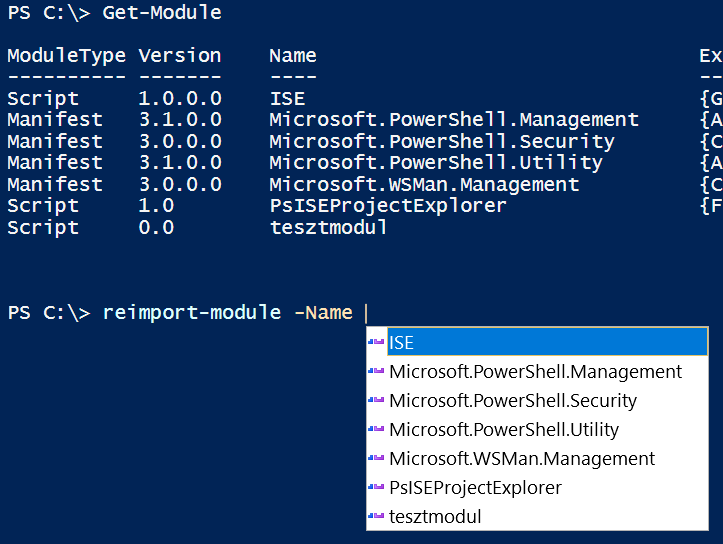 PS C:\> Get-Module
ModuleType Version Name Ex
---------- ------- ---- --
Script 1.0.0.0 ISE {G
Manifest 3.1.0.0 Microsoft.PowerShell.Management {A
Manifest 3.0.0.0 Microsoft.PowerShell.Security {C
Manifest 3.1.0.0 Microsoft.PowerShell.Utility {A
Manifest 3.0.0.0 Microsoft.WSMan.Management {C
Script 1.0 PsISEProjectExplorer {F
Script 0.0 tesztmodul
PS C:\> reimport-module -Name
ISE
Microsoft.PowerShell.Management
Microsoft.PowerShell.Security
Microsoft.PowerShell.Utility
Microsoft.WSMan.Management
PsISEProjectExplorer
tesztmodul